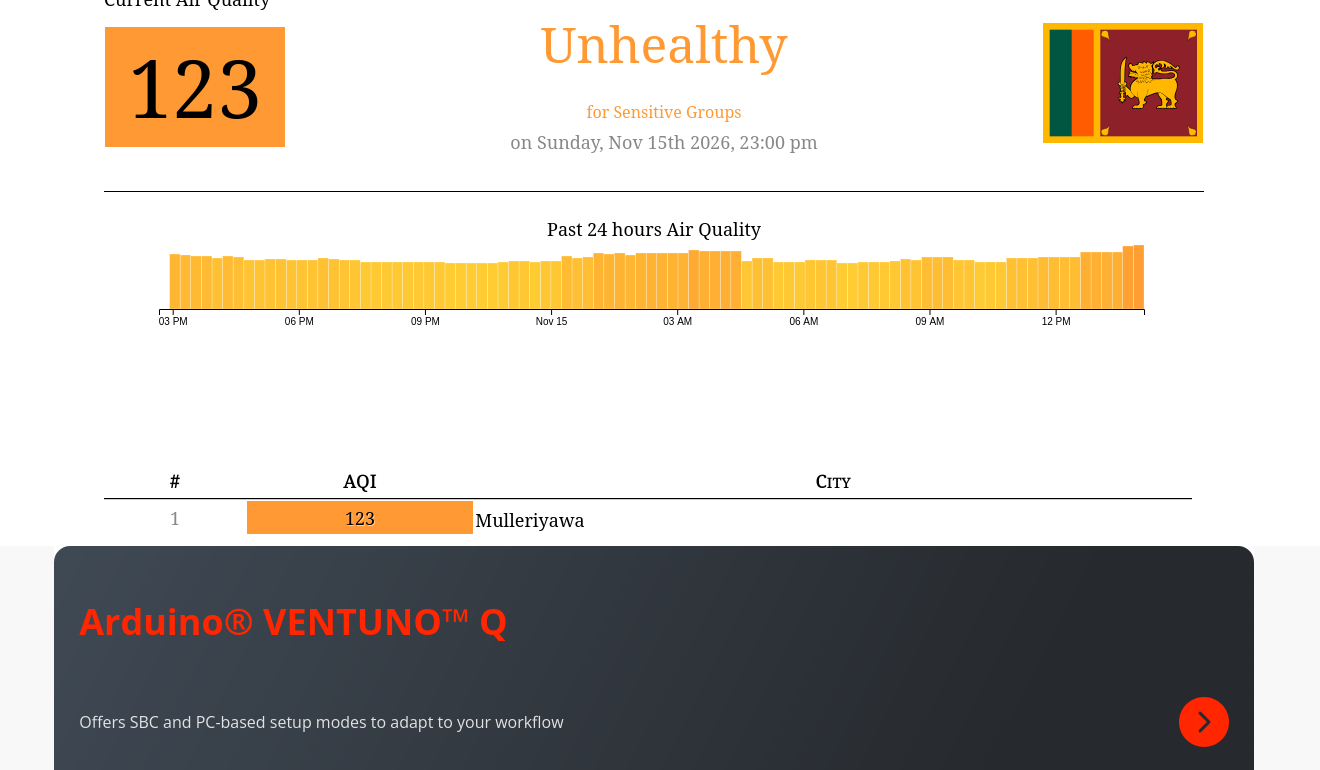 Current Air Quality
123
Unhealthy
for Sensitive Groups
on Sunday, Nov 15th 2026, 23:00 pm
Past 24 hours Air Quality
03 PM 06 PM 09 PM Nov 15 03 AM 06 AM 09 AM 12 PM
# AQI City
1 123 Mulleriyawa
Arduino® VENTUNO™ Q
Offers SBC and PC-based setup modes to adapt to your workflow